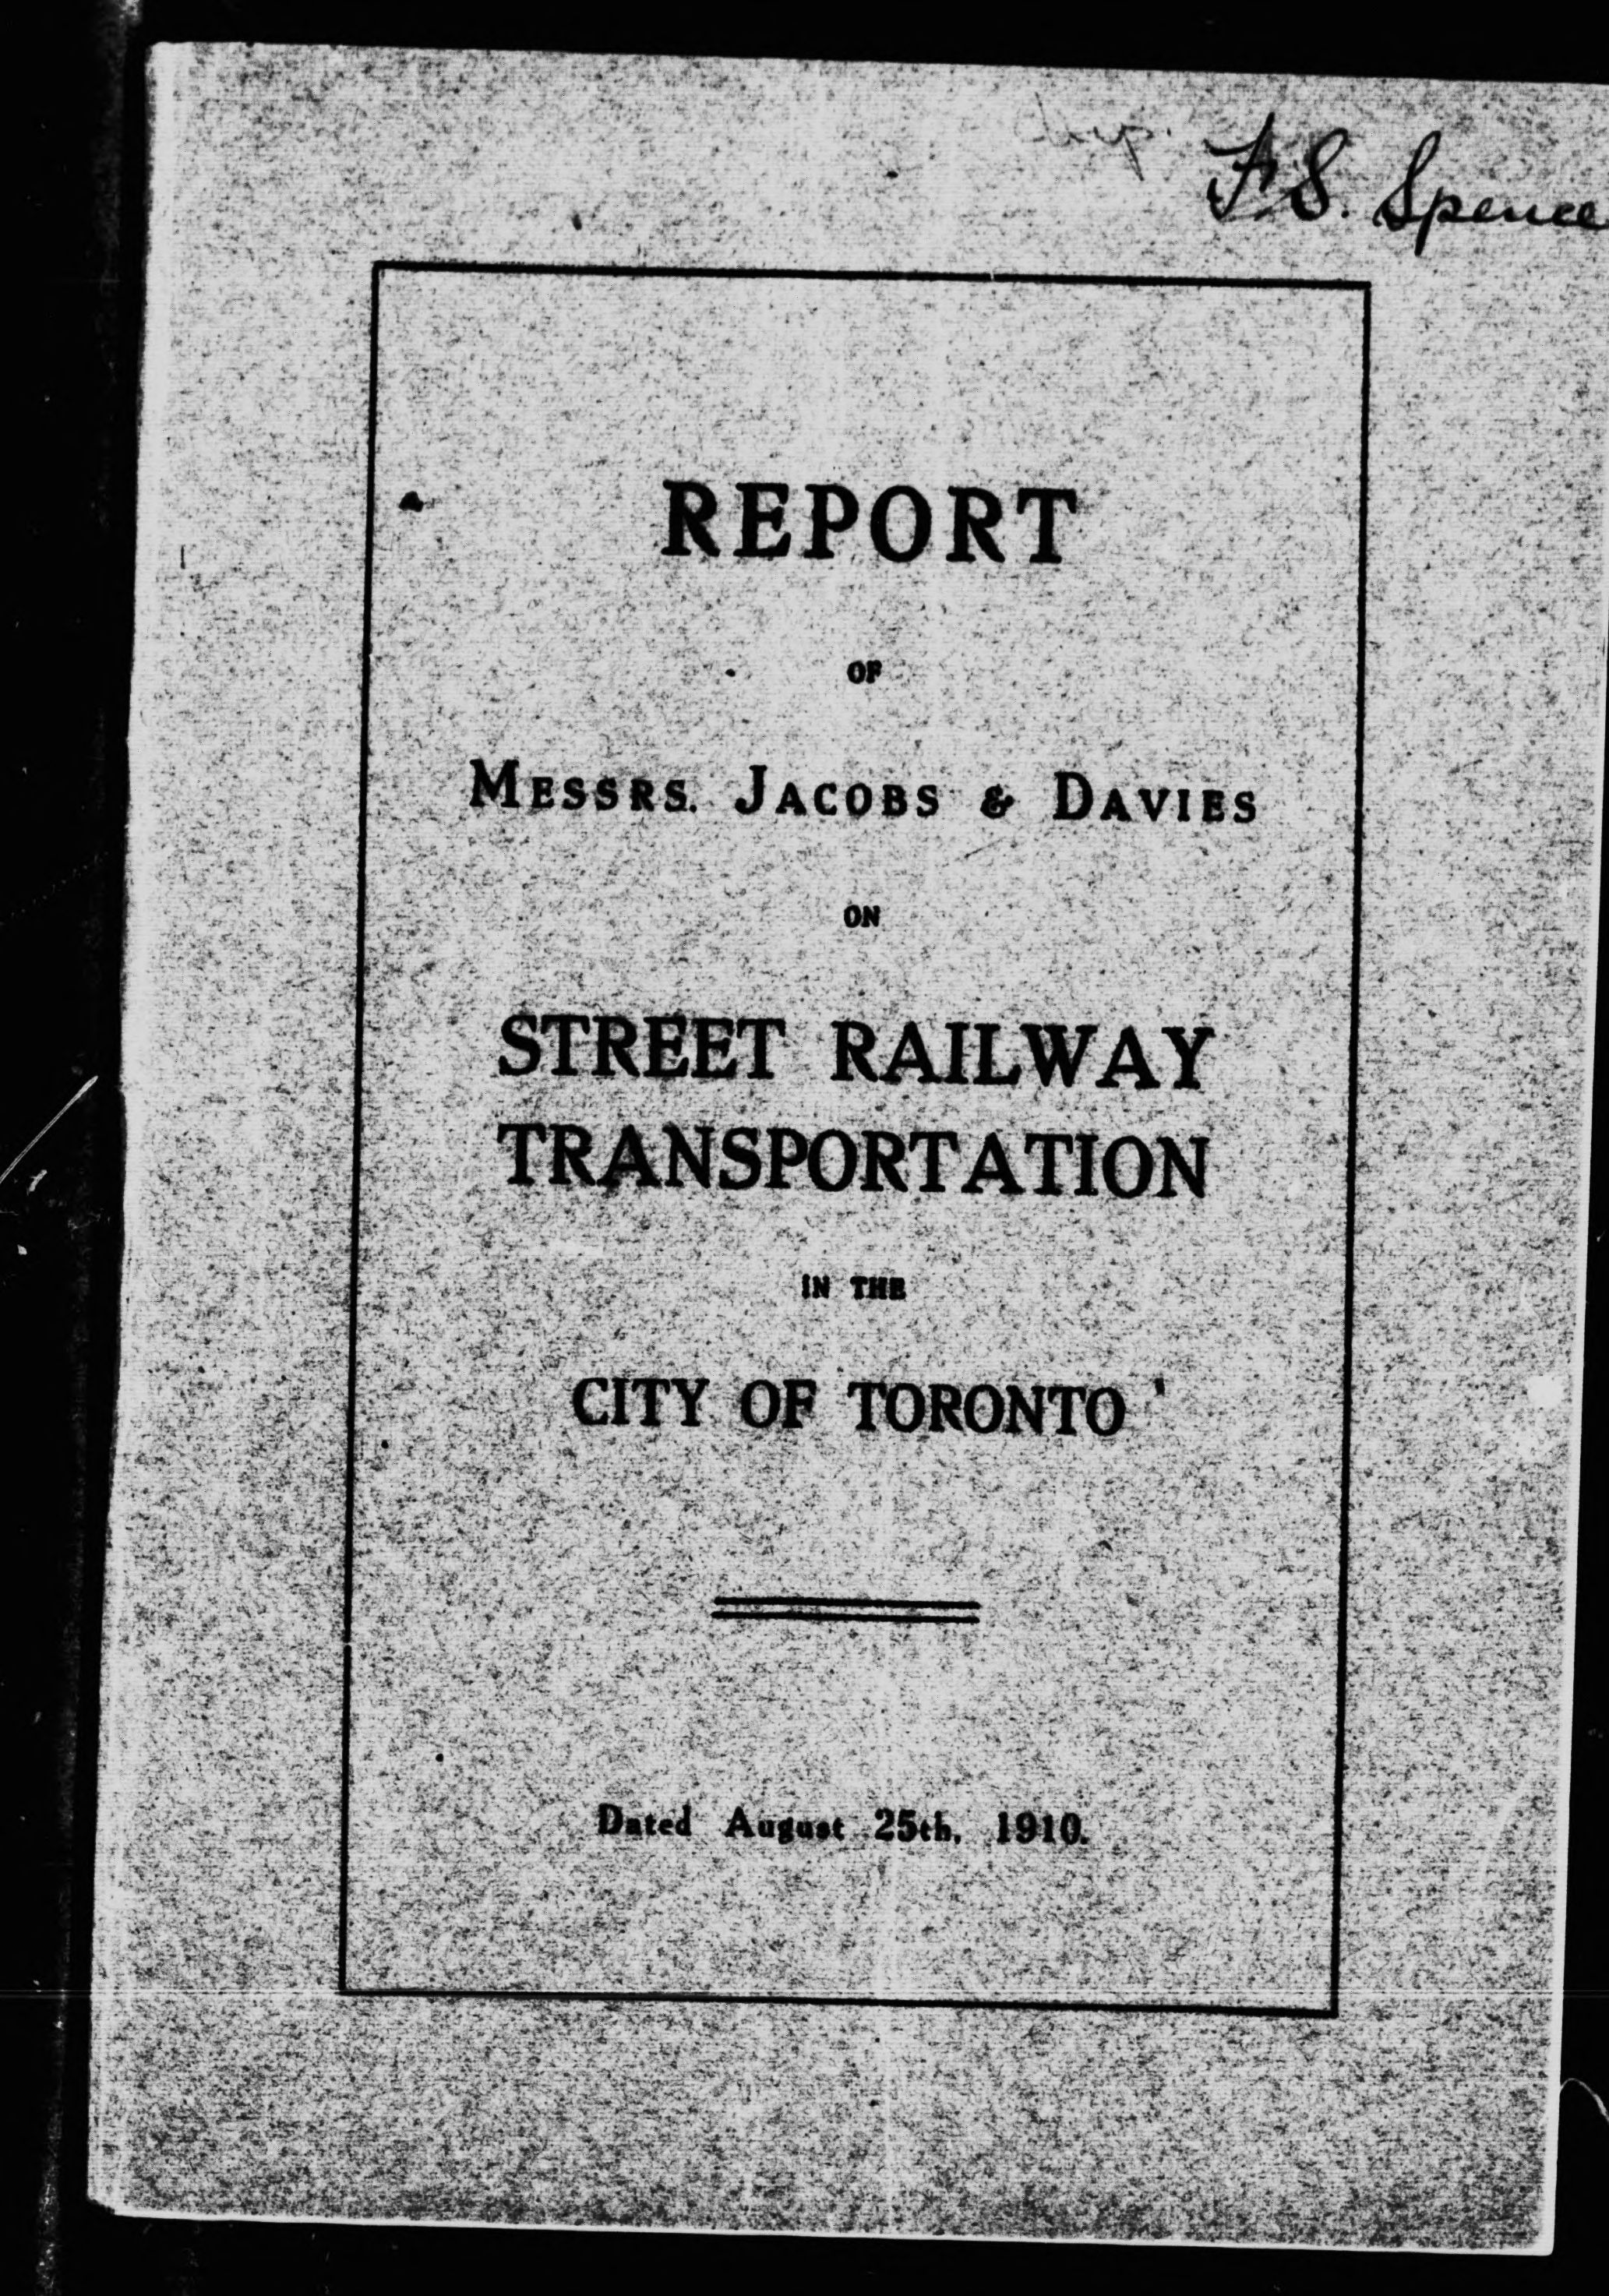 F.S. Spence
REPORT
OF
MESSRS. JACOBS & DAVIES
ON
STREET RAILWAY
TRANSPORTATION
IN THE
CITY OF TORONTO
Dated August 25th, 1910.